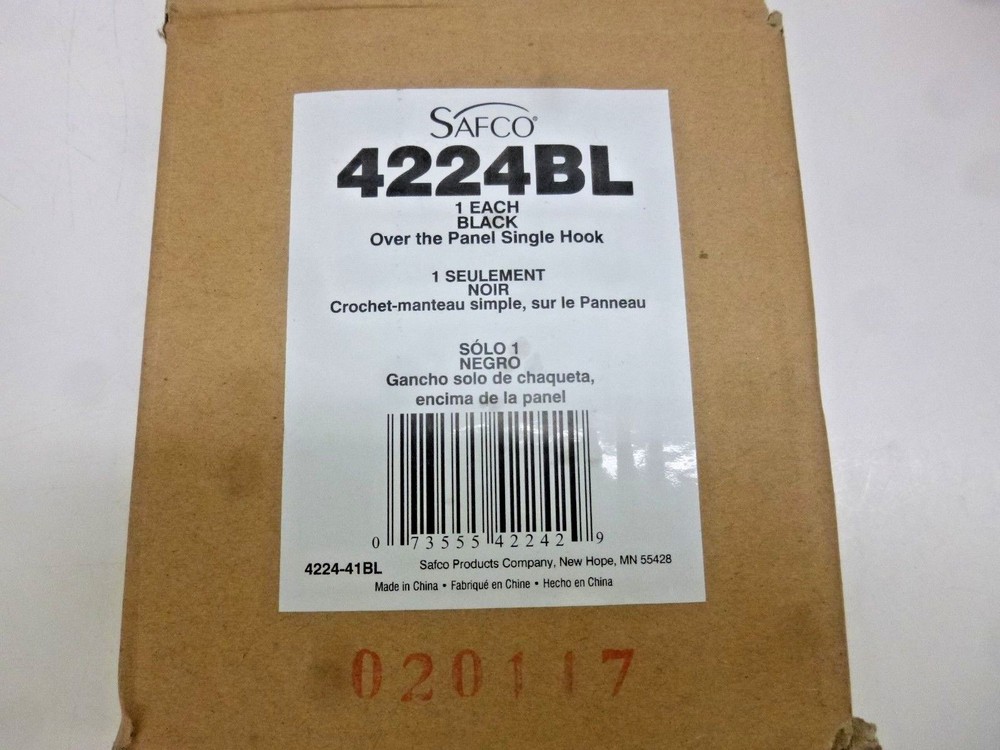 SAFCO®
4224BL
1 EACH
BLACK
Over the Panel Single Hook
1 SEULEMENT
NOIR
Crochet-manteau simple, sur le Panneau
SÓLO 1
NEGRO
Gancho solo de chaqueta,
encima de la panel
0 73555 42242 9
4224-41BL Safco Products Company, New Hope, MN 55428
Made in China • Fabriqué en Chine • Hecho en China
020117